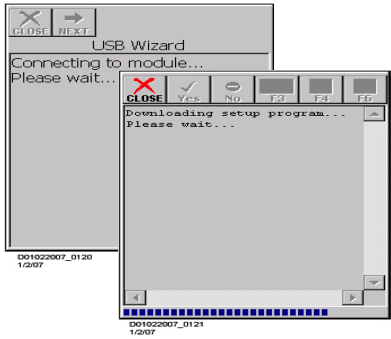 CLOSE NEXT
USB Wizard
Connecting to module...
Please wait...
CLOSE Yes No F3 F4 F6
Downloading setup program...
Please wait...
D01022007_0120
1/2/07
D01022007_0121
1/2/07